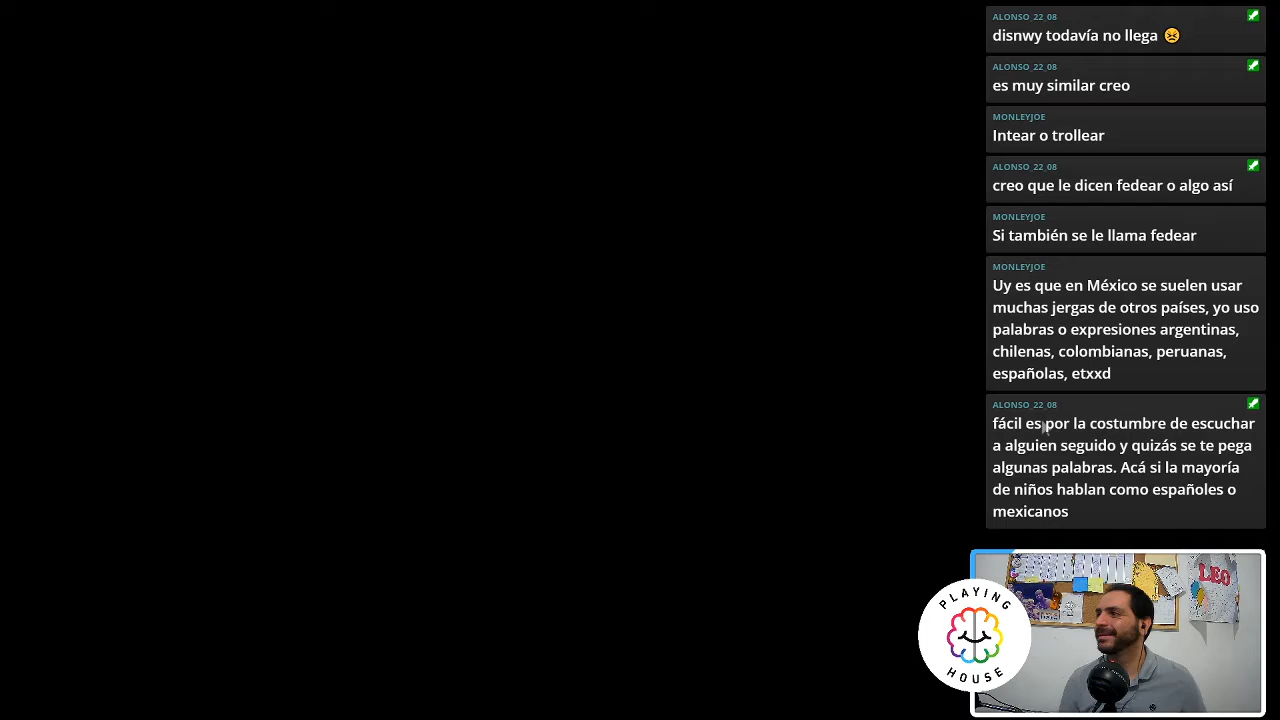 ALONSO_22_08
disnwy todavía no llega 😣
ALONSO_22_08
es muy similar creo
MONLEYJOE
Intear o trollear
ALONSO_22_08
creo que le dicen fedear o algo así
MONLEYJOE
Si también se le llama fedear
MONLEYJOE
Uy es que en México se suelen usar
muchas jergas de otros países, yo uso
palabras o expresiones argentinas,
chilenas, colombianas, peruanas,
españolas, etxxd
ALONSO_22_08
fácil es por la costumbre de escuchar
a alguien seguido y quizás se te pega
algunas palabras. Acá si la mayoría
de niños hablan como españoles o
mexicanos
PLAYING
HOUSE
LEO